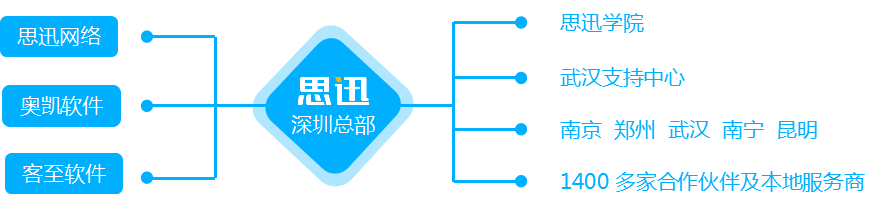 思迅网络
奥凯软件
客至软件
思迅
深圳总部
思迅学院
武汉支持中心
南京 郑州 武汉 南宁 昆明
1400 多家合作伙伴及本地服务商